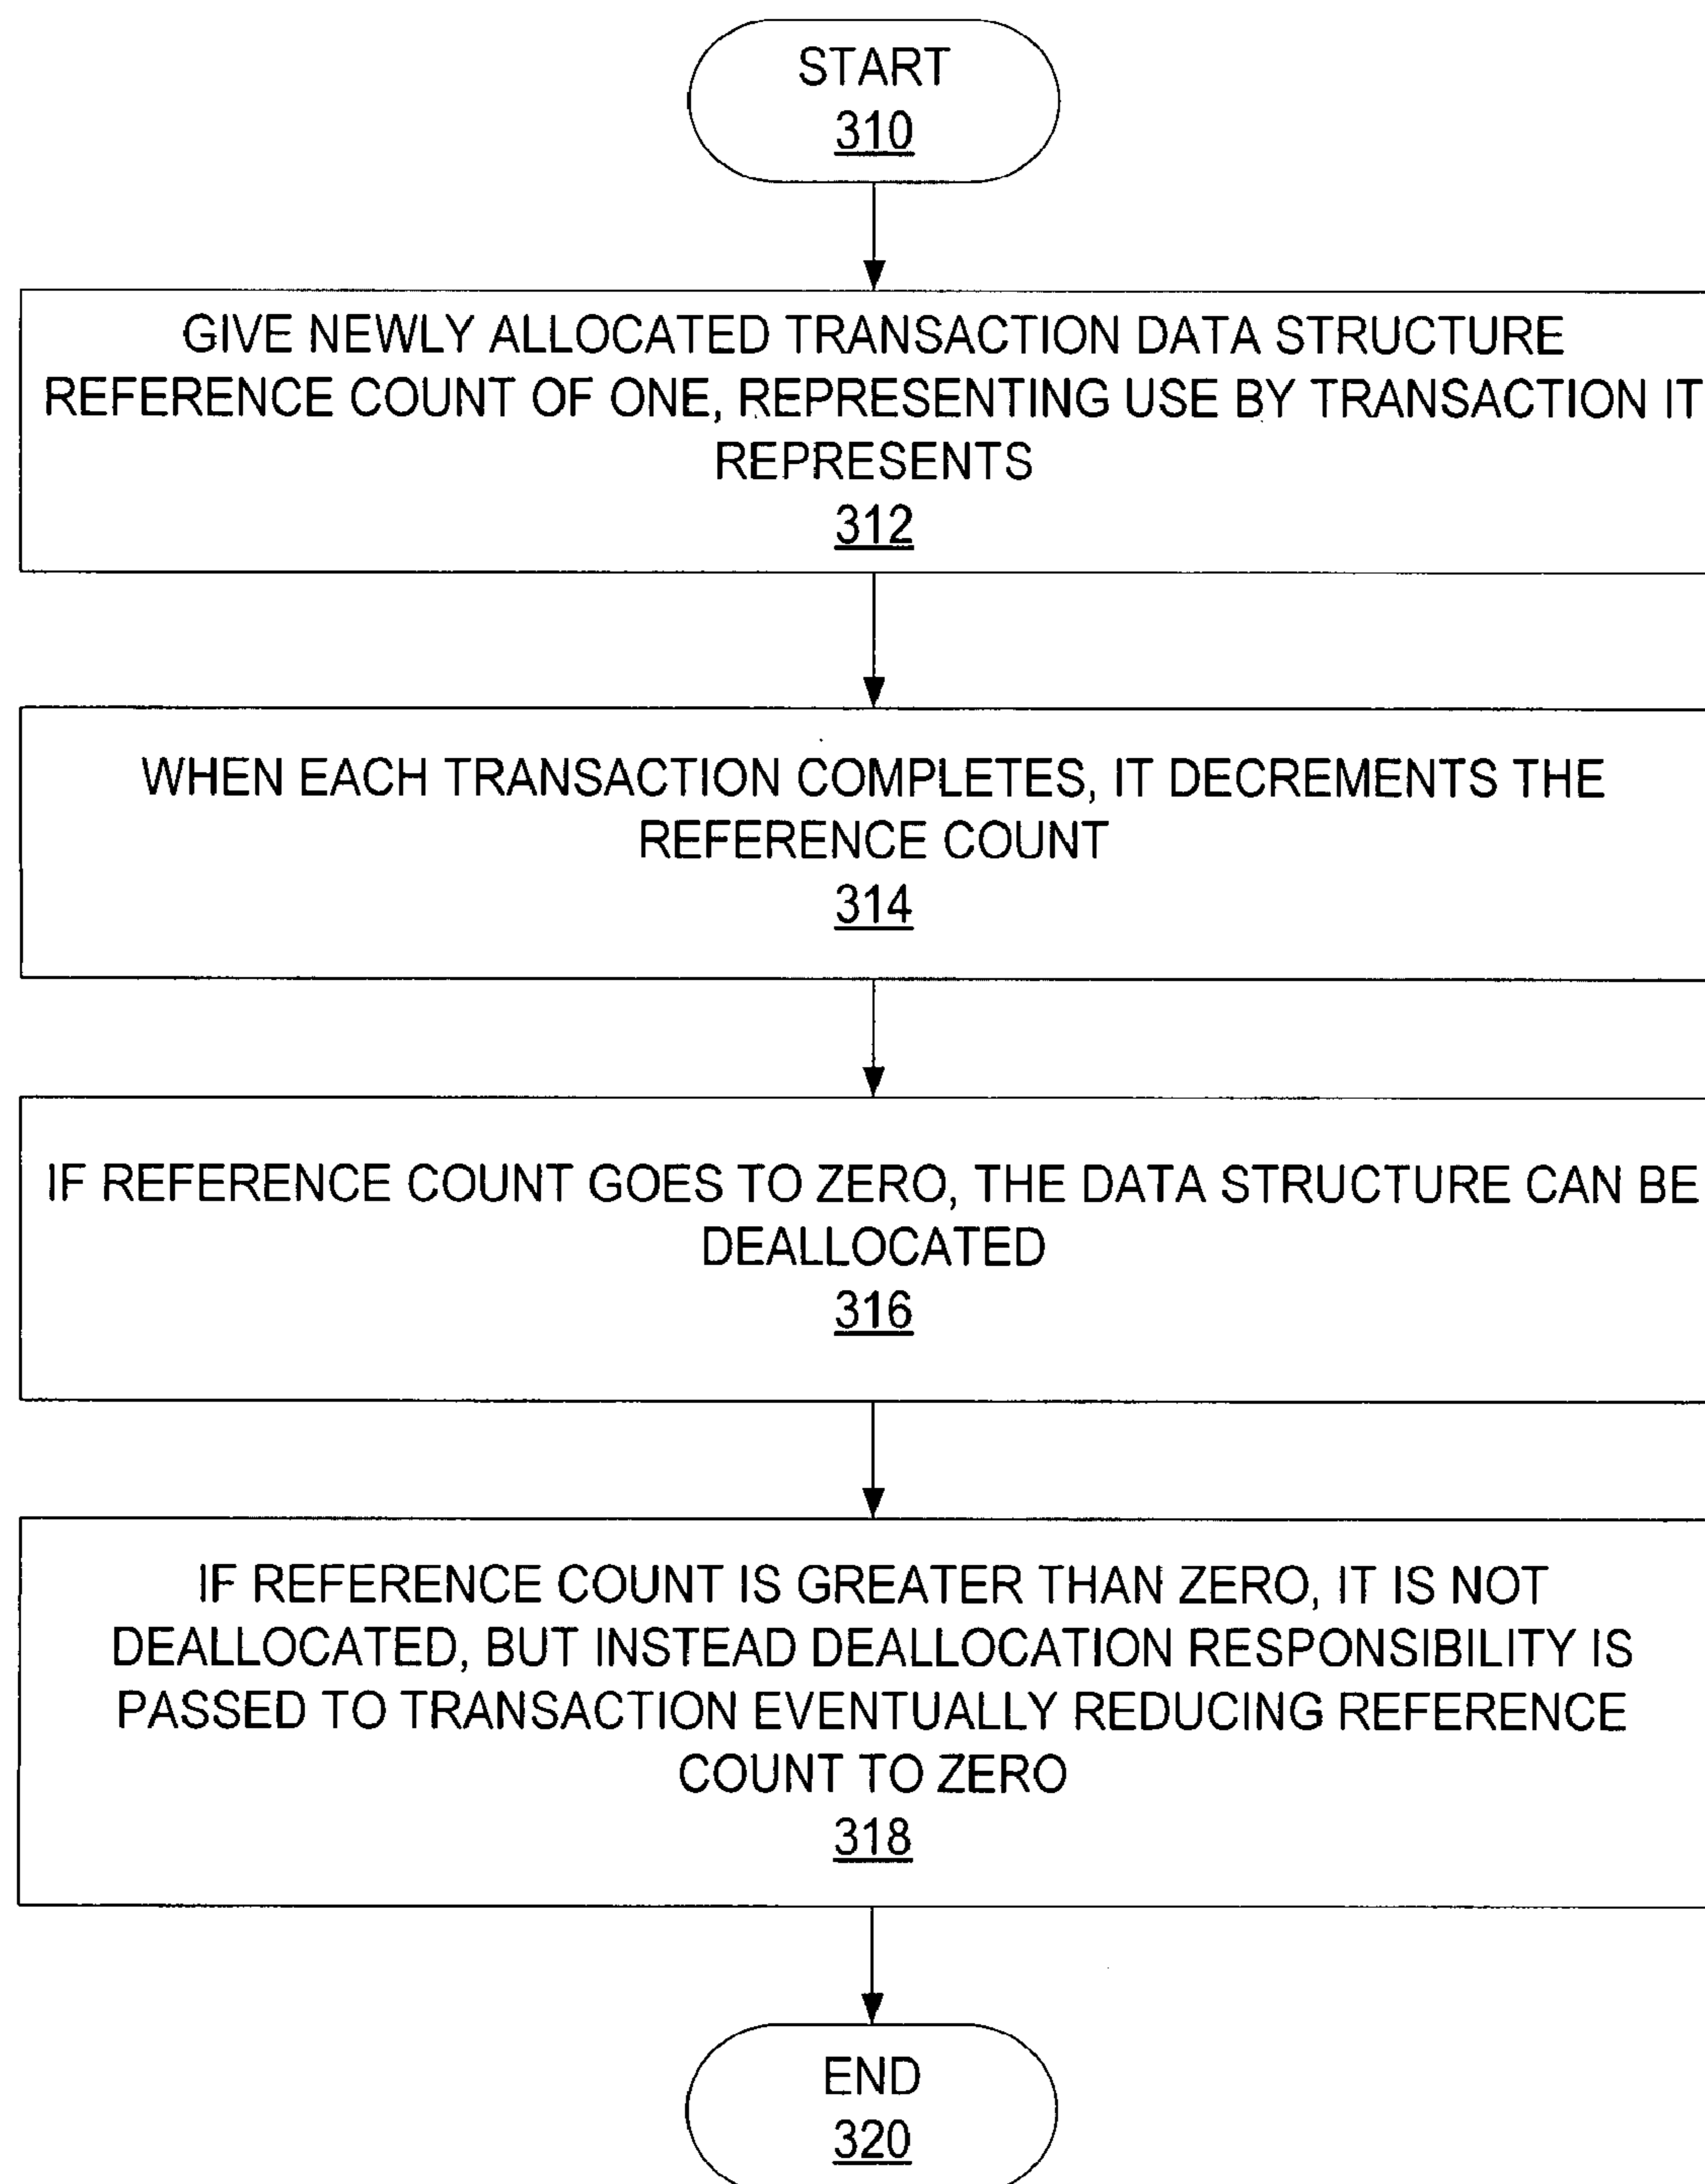 START
310
GIVE NEWLY ALLOCATED TRANSACTION DATA STRUCTURE
REFERENCE COUNT OF ONE, REPRESENTING USE BY TRANSACTION IT
REPRESENTS
312
WHEN EACH TRANSACTION COMPLETES, IT DECREMENTS THE
REFERENCE COUNT
314
IF REFERENCE COUNT GOES TO ZERO, THE DATA STRUCTURE CAN BE
DEALLOCATED
316
IF REFERENCE COUNT IS GREATER THAN ZERO, IT IS NOT
DEALLOCATED, BUT INSTEAD DEALLOCATION RESPONSIBILITY IS
PASSED TO TRANSACTION EVENTUALLY REDUCING REFERENCE
COUNT TO ZERO
318
END
320